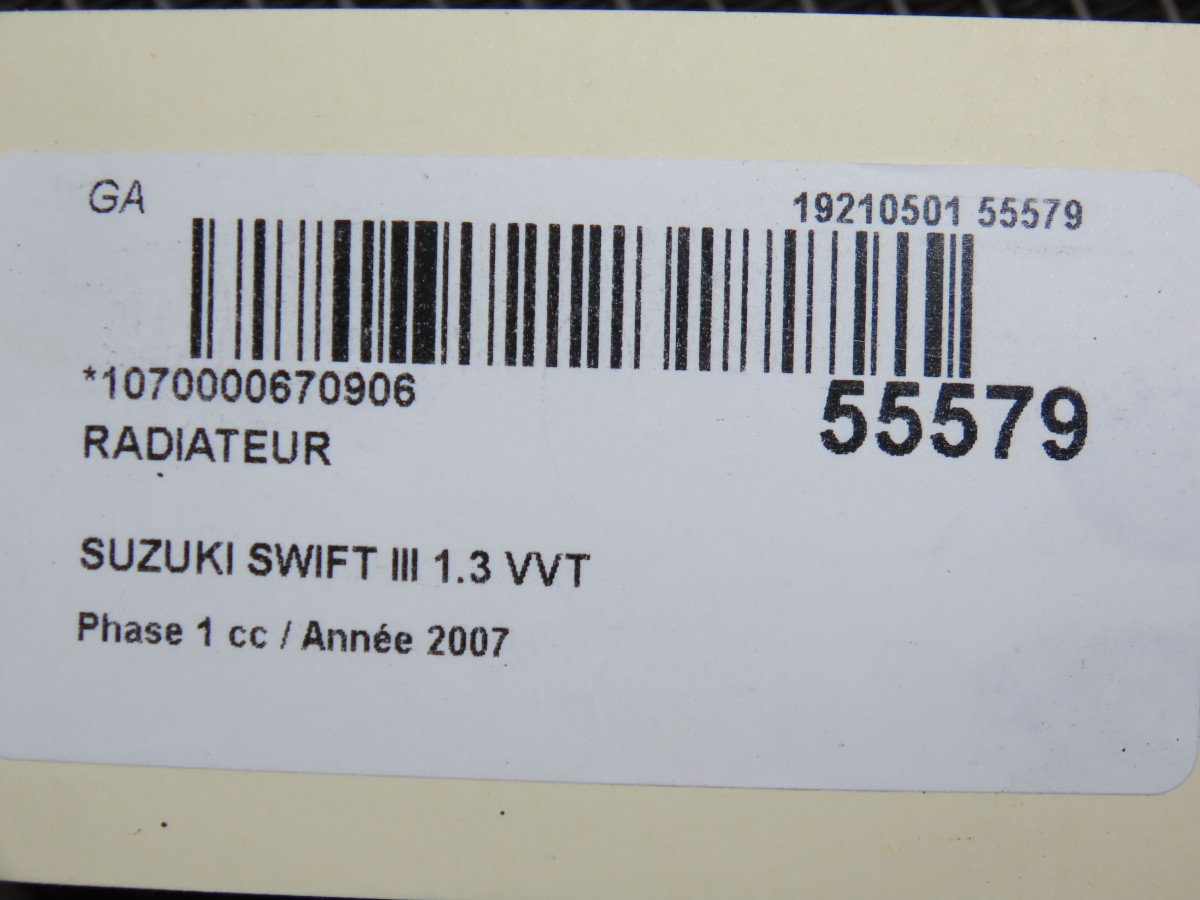 GA
19210501 55579
*1070000670906
55579
RADIATEUR
SUZUKI SWIFT III 1.3 VVT
Phase 1 cc / Année 2007